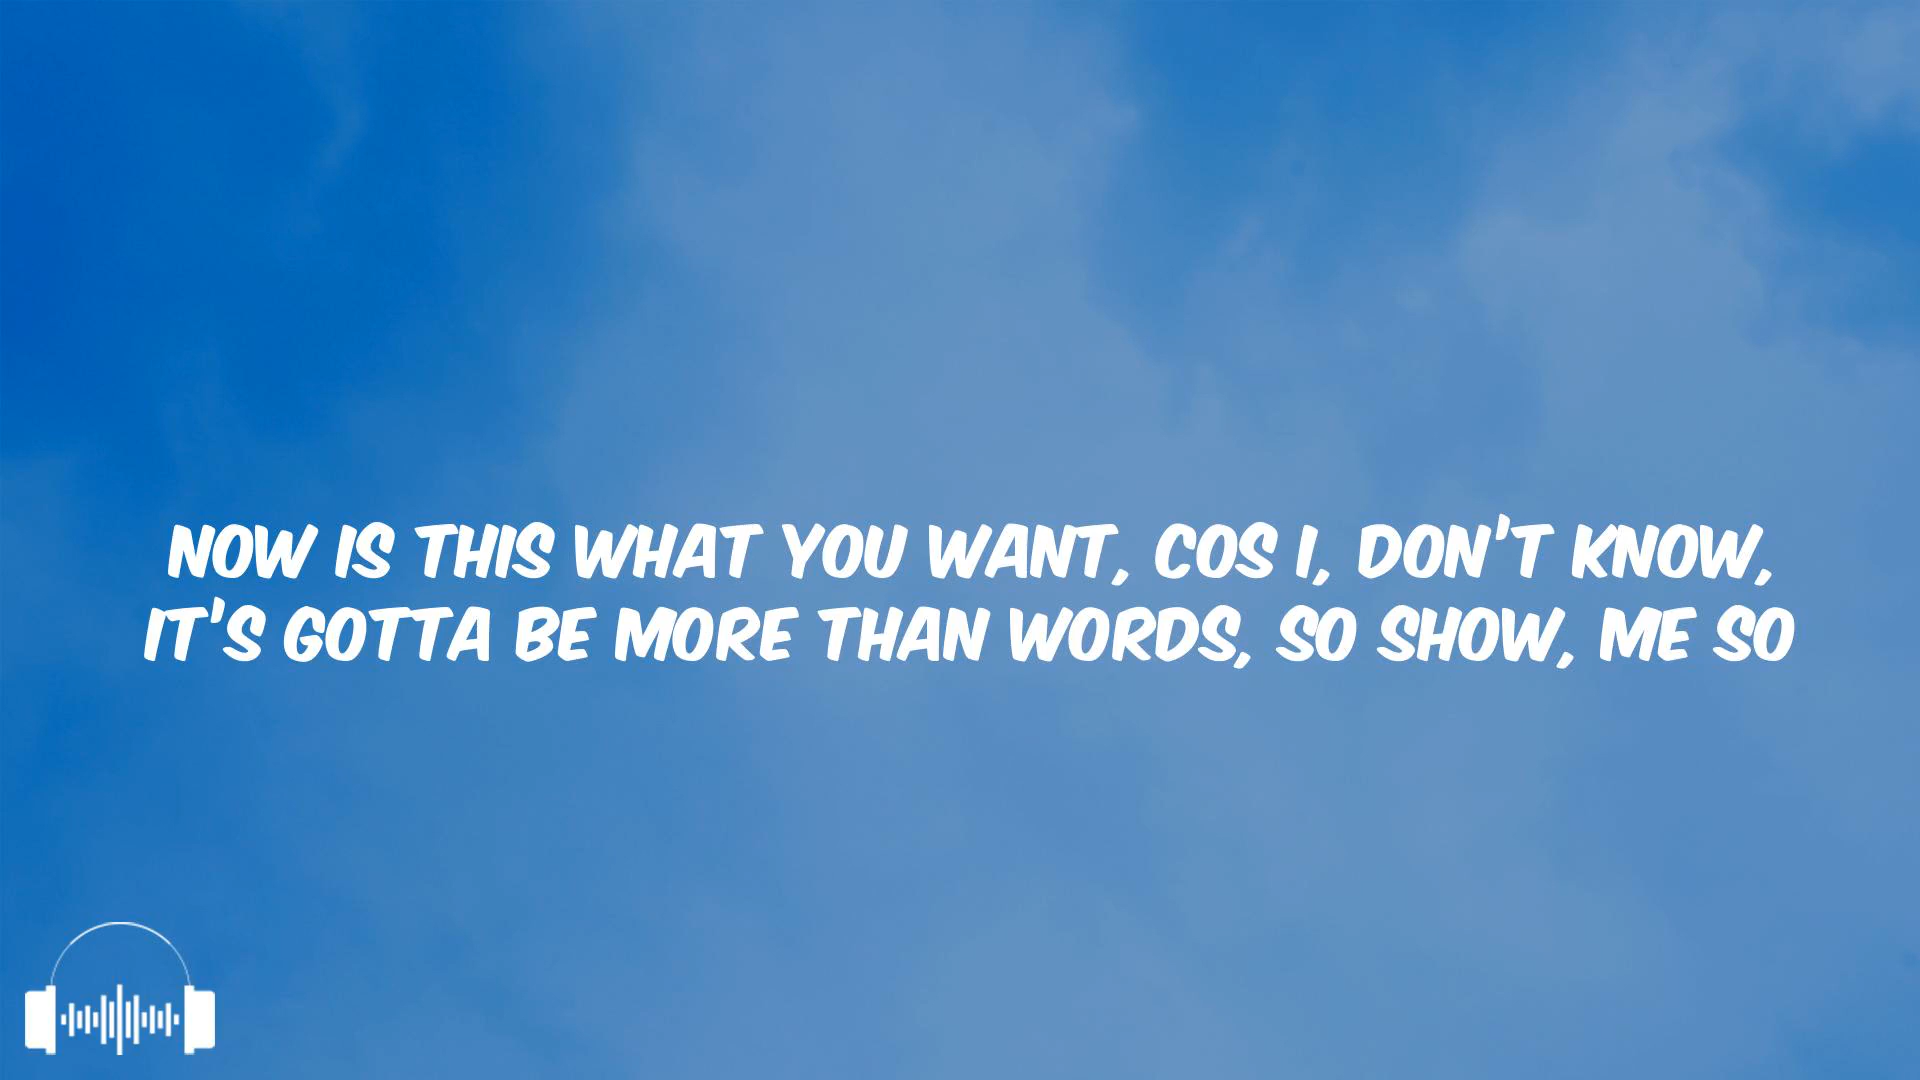 NOW IS THIS WHAT YOU WANT, COS I, DON'T KNOW,
IT'S GOTTA BE MORE THAN WORDS, SO SHOW, ME SO